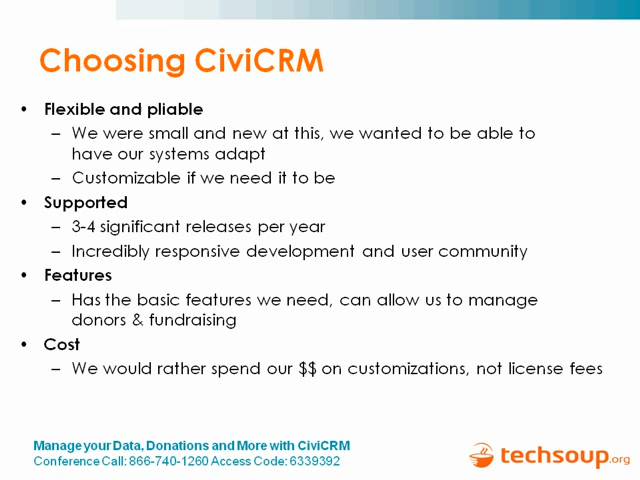 Choosing CiviCRM
• Flexible and pliable
– We were small and new at this, we wanted to be able to
have our systems adapt
– Customizable if we need it to be
• Supported
– 3-4 significant releases per year
– Incredibly responsive development and user community
• Features
– Has the basic features we need, can allow us to manage
donors & fundraising
• Cost
– We would rather spend our $$ on customizations, not license fees
Manage your Data, Donations and More with CiviCRM
Conference Call: 866-740-1260 Access Code: 6339392
techsoup.org